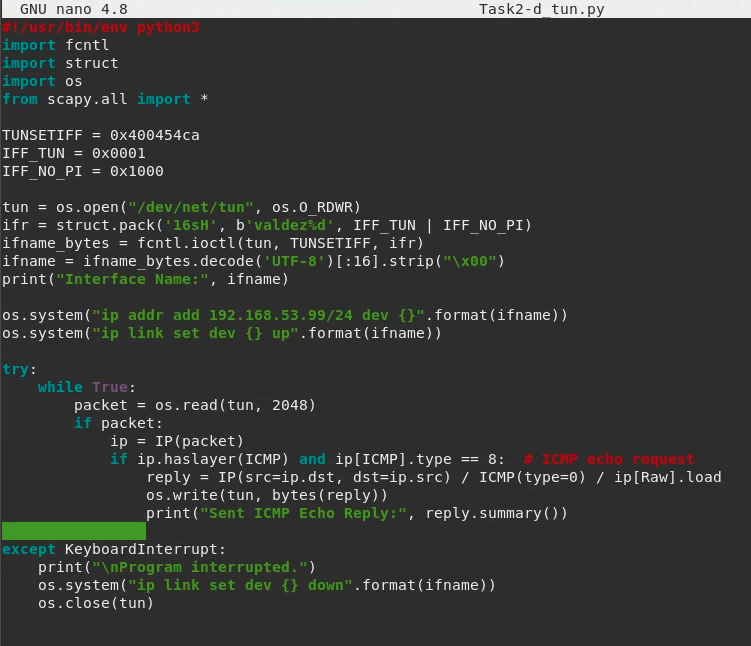 GNU nano 4.8 Task2-d_tun.py
#!/usr/bin/env python3
import fcntl
import struct
import os
from scapy.all import *
TUNSETIFF = 0x400454ca
IFF_TUN = 0x0001
IFF_NO_PI = 0x1000
tun = os.open("/dev/net/tun", os.O_RDWR)
ifr = struct.pack('16sH', b'valdez%d', IFF_TUN | IFF_NO_PI)
ifname_bytes = fcntl.ioctl(tun, TUNSETIFF, ifr)
ifname = ifname_bytes.decode('UTF-8')[:16].strip("\x00")
print("Interface Name:", ifname)
os.system("ip addr add 192.168.53.99/24 dev {}".format(ifname))
os.system("ip link set dev {} up".format(ifname))
try:
    while True:
        packet = os.read(tun, 2048)
        if packet:
            ip = IP(packet)
            if ip.haslayer(ICMP) and ip[ICMP].type == 8:  # ICMP echo request
                reply = IP(src=ip.dst, dst=ip.src) / ICMP(type=0) / ip[Raw].load
                os.write(tun, bytes(reply))
                print("Sent ICMP Echo Reply:", reply.summary())
except KeyboardInterrupt:
    print("\nProgram interrupted.")
    os.system("ip link set dev {} down".format(ifname))
    os.close(tun)